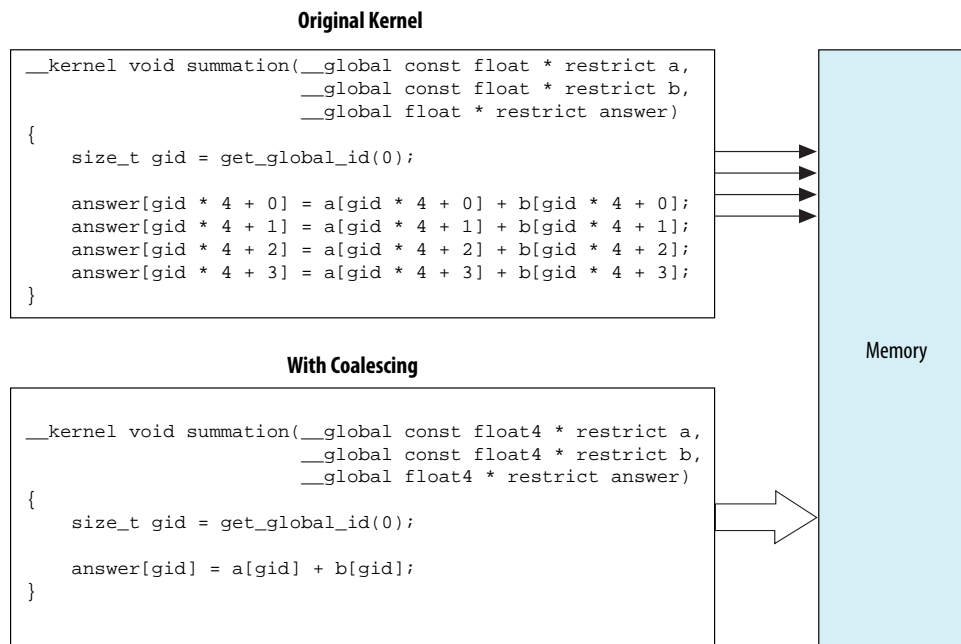 Original Kernel
__kernel void summation(__global const float * restrict a,
                        __global const float * restrict b,
                        __global float * restrict answer)
{
    size_t gid = get_global_id(0);

    answer[gid * 4 + 0] = a[gid * 4 + 0] + b[gid * 4 + 0];
    answer[gid * 4 + 1] = a[gid * 4 + 1] + b[gid * 4 + 1];
    answer[gid * 4 + 2] = a[gid * 4 + 2] + b[gid * 4 + 2];
    answer[gid * 4 + 3] = a[gid * 4 + 3] + b[gid * 4 + 3];
}
With Coalescing
__kernel void summation(__global const float4 * restrict a,
                        __global const float4 * restrict b,
                        __global float4 * restrict answer)
{
    size_t gid = get_global_id(0);

    answer[gid] = a[gid] + b[gid];
}
Memory